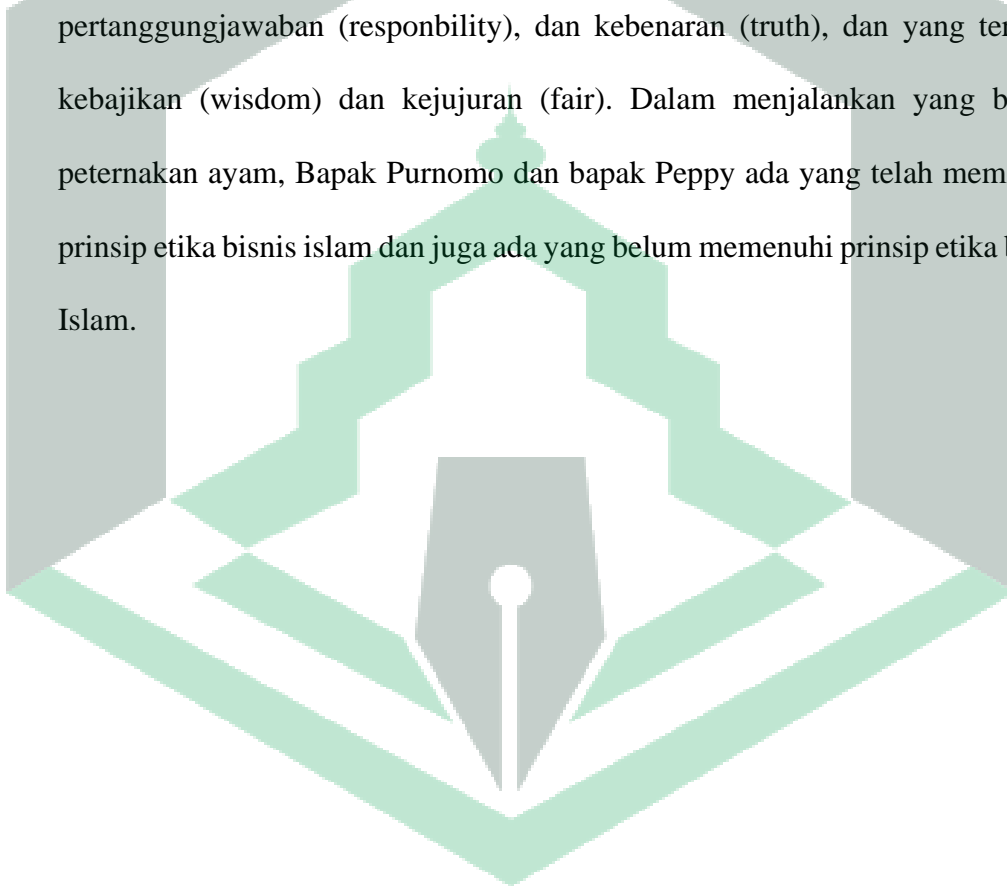 pertanggungjawaban (responbility), dan kebenaran (truth), dan yang
kebajikan (wisdom) dan kejujuran (fair). Dalam menjalankan yang
peternakan ayam, Bapak Purnomo dan bapak Peppy ada yang telah
prinsip etika bisnis islam dan juga ada yang belum memenuhi prinsip etika
Islam.